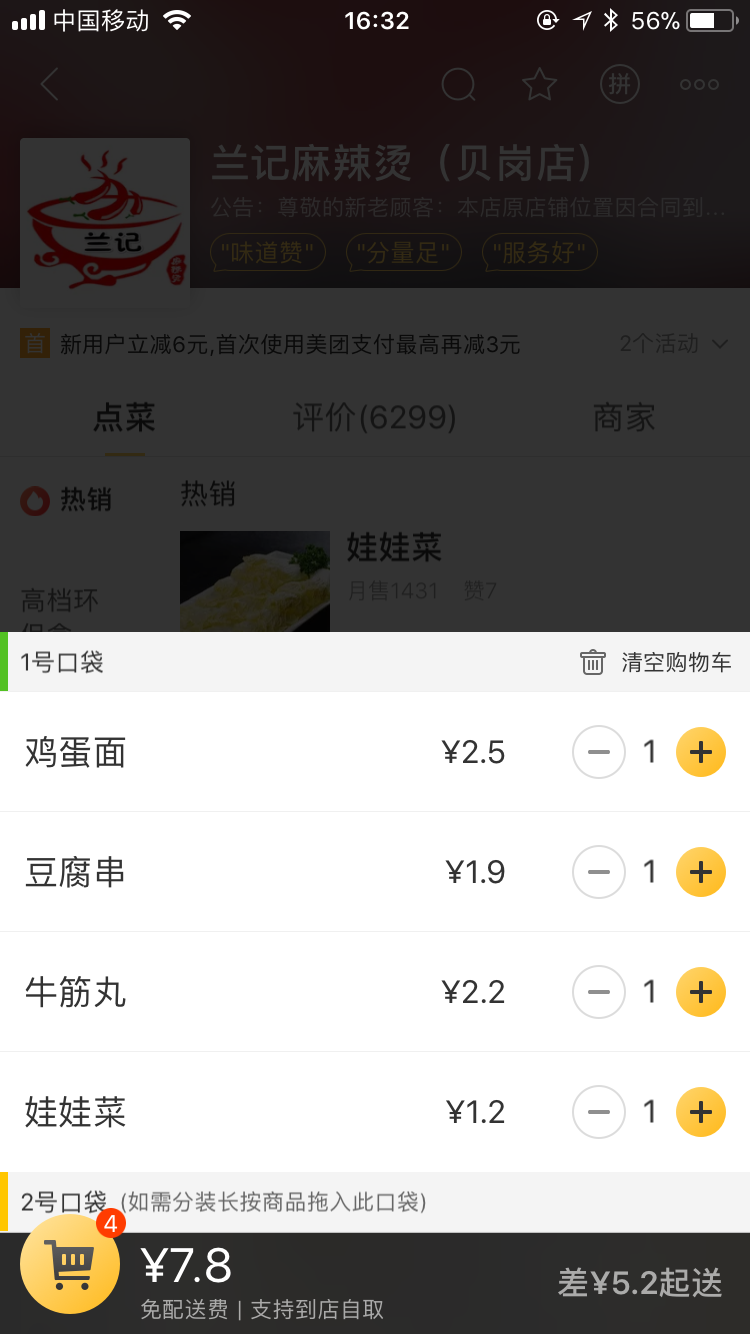 中国移动
16:32
56%
拼
兰记
麻辣烫
兰记麻辣烫（贝岗店）
公告：尊敬的新老顾客：本店原店铺位置因合同到...
"味道赞" "分量足" "服务好"
首 新用户立减6元,首次使用美团支付最高再减3元 2个活动
点菜 评价(6299) 商家
热销
热销
娃娃菜
月售1431 赞7
高档环
保盒
1号口袋 清空购物车
鸡蛋面 ¥2.5 1
豆腐串 ¥1.9 1
牛筋丸 ¥2.2 1
娃娃菜 ¥1.2 1
2号口袋 (如需分装长按商品拖入此口袋)
4
¥7.8
免配送费 | 支持到店自取
差¥5.2起送